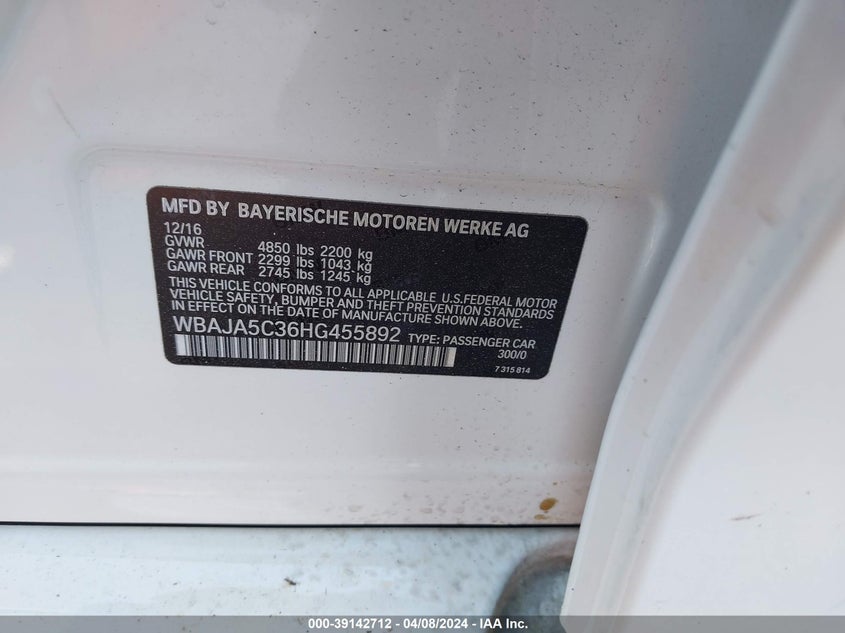 MFD BY BAYERISCHE MOTOREN WERKE AG
12/16
GVWR 4850 lbs 2200 kg
GAWR FRONT 2299 lbs 1043 kg
GAWR REAR 2745 lbs 1245 kg
THIS VEHICLE CONFORMS TO ALL APPLICABLE U.S.FEDERAL MOTOR
VEHICLE SAFETY, BUMPER AND THEFT PREVENTION STANDARDS
IN EFFECT ON THE DATE OF MANUFACTURE SHOWN ABOVE.
WBAJA5C36HG455892 TYPE: PASSENGER CAR
300/0
7 315 814
000-39142712 - 04/08/2024 - IAA Inc.